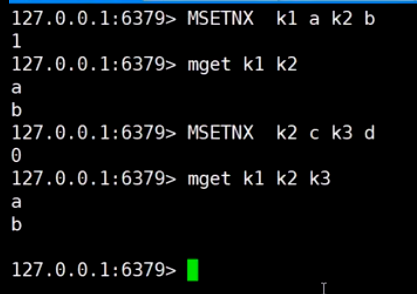 127.0.0.1:6379> MSETNX  k1 a k2 b
1
127.0.0.1:6379> mget k1 k2
a
b
127.0.0.1:6379> MSETNX  k2 c k3 d
0
127.0.0.1:6379> mget k1 k2 k3
a
b

127.0.0.1:6379>